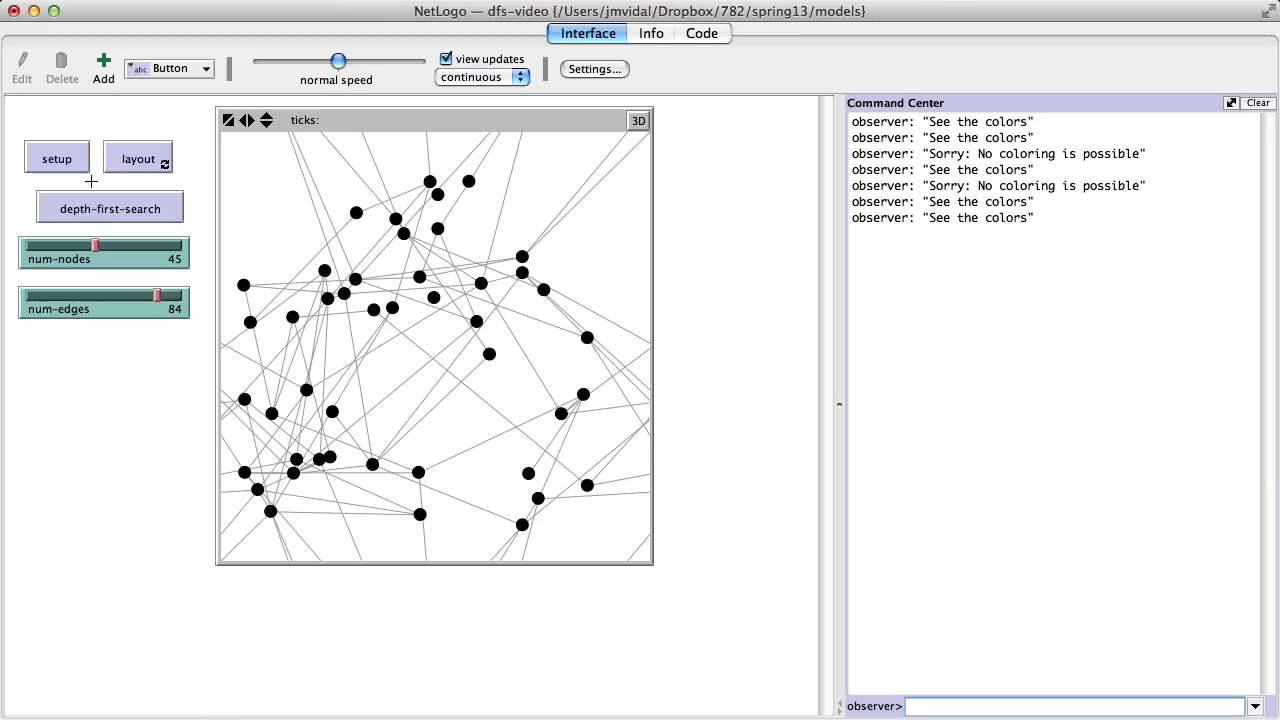 NetLogo — dfs-video {/Users/jmvidal/Dropbox/782/spring13/models}
Interface Info Code
Edit Delete Add abc Button normal speed view updates continuous Settings...
ticks: 3D
setup layout
depth-first-search
num-nodes 45
num-edges 84
Command Center Clear
observer: "See the colors"
observer: "See the colors"
observer: "Sorry: No coloring is possible"
observer: "See the colors"
observer: "Sorry: No coloring is possible"
observer: "See the colors"
observer: "See the colors"
observer>